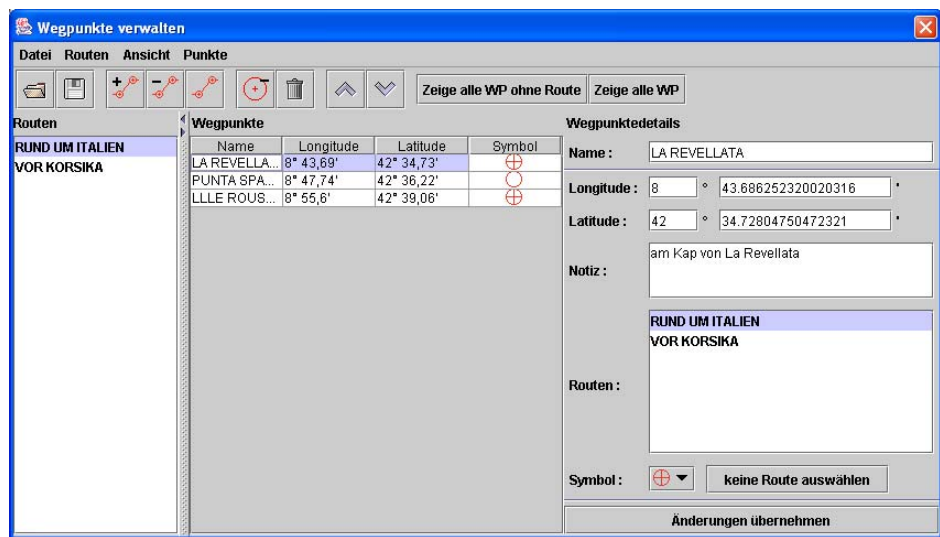 Wegpunkte verwalten
Datei Routen Ansicht Punkte
Zeige alle WP ohne Route Zeige alle WP
Routen
RUND UM ITALIEN
VOR KORSIKA
Wegpunkte
Name Longitude Latitude Symbol
LA REVELLA... 8° 43,69' 42° 34,73'
PUNTA SPA... 8° 47,74' 42° 36,22'
LLLE ROUS... 8° 55,6' 42° 39,06'
Wegpunktedetails
Name : LA REVELLATA
Longitude : 8 ° 43.686252320020316 '
Latitude : 42 ° 34.72804750472321 '
Notiz : am Kap von La Revellata
Routen :
RUND UM ITALIEN
VOR KORSIKA
Symbol : keine Route auswählen
Änderungen übernehmen